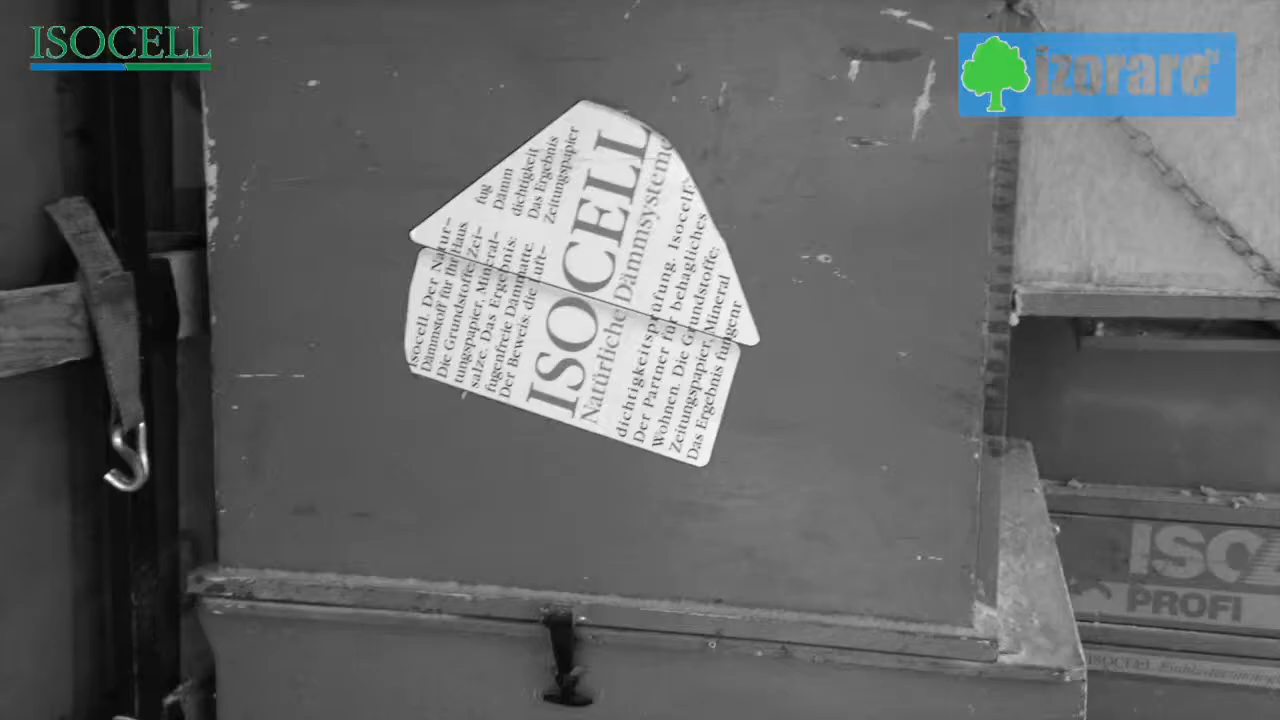 ISOCELL
izorare
fug
Dämm
dichtigkeit
Das Ergebnis
Zeitungspapier
Isocell. Der Natur-
Dämmstoff für Ihr Haus
Die Grundstoffe: Zei-
tungspapier, Mineral-
salze. Das Ergebnis:
fugenfreie Dämmatte.
Der Beweis: die Luft-
ISOCELL
Natürliche Dämmsysteme
dichtigkeitsprüfung. Isocell.
Der Partner für behagliches
Wohnen. Die Grundstoffe:
Zeitungspapier, Mineral
Das Ergebnis fungenr
ISO
PROFI
ISOCELL